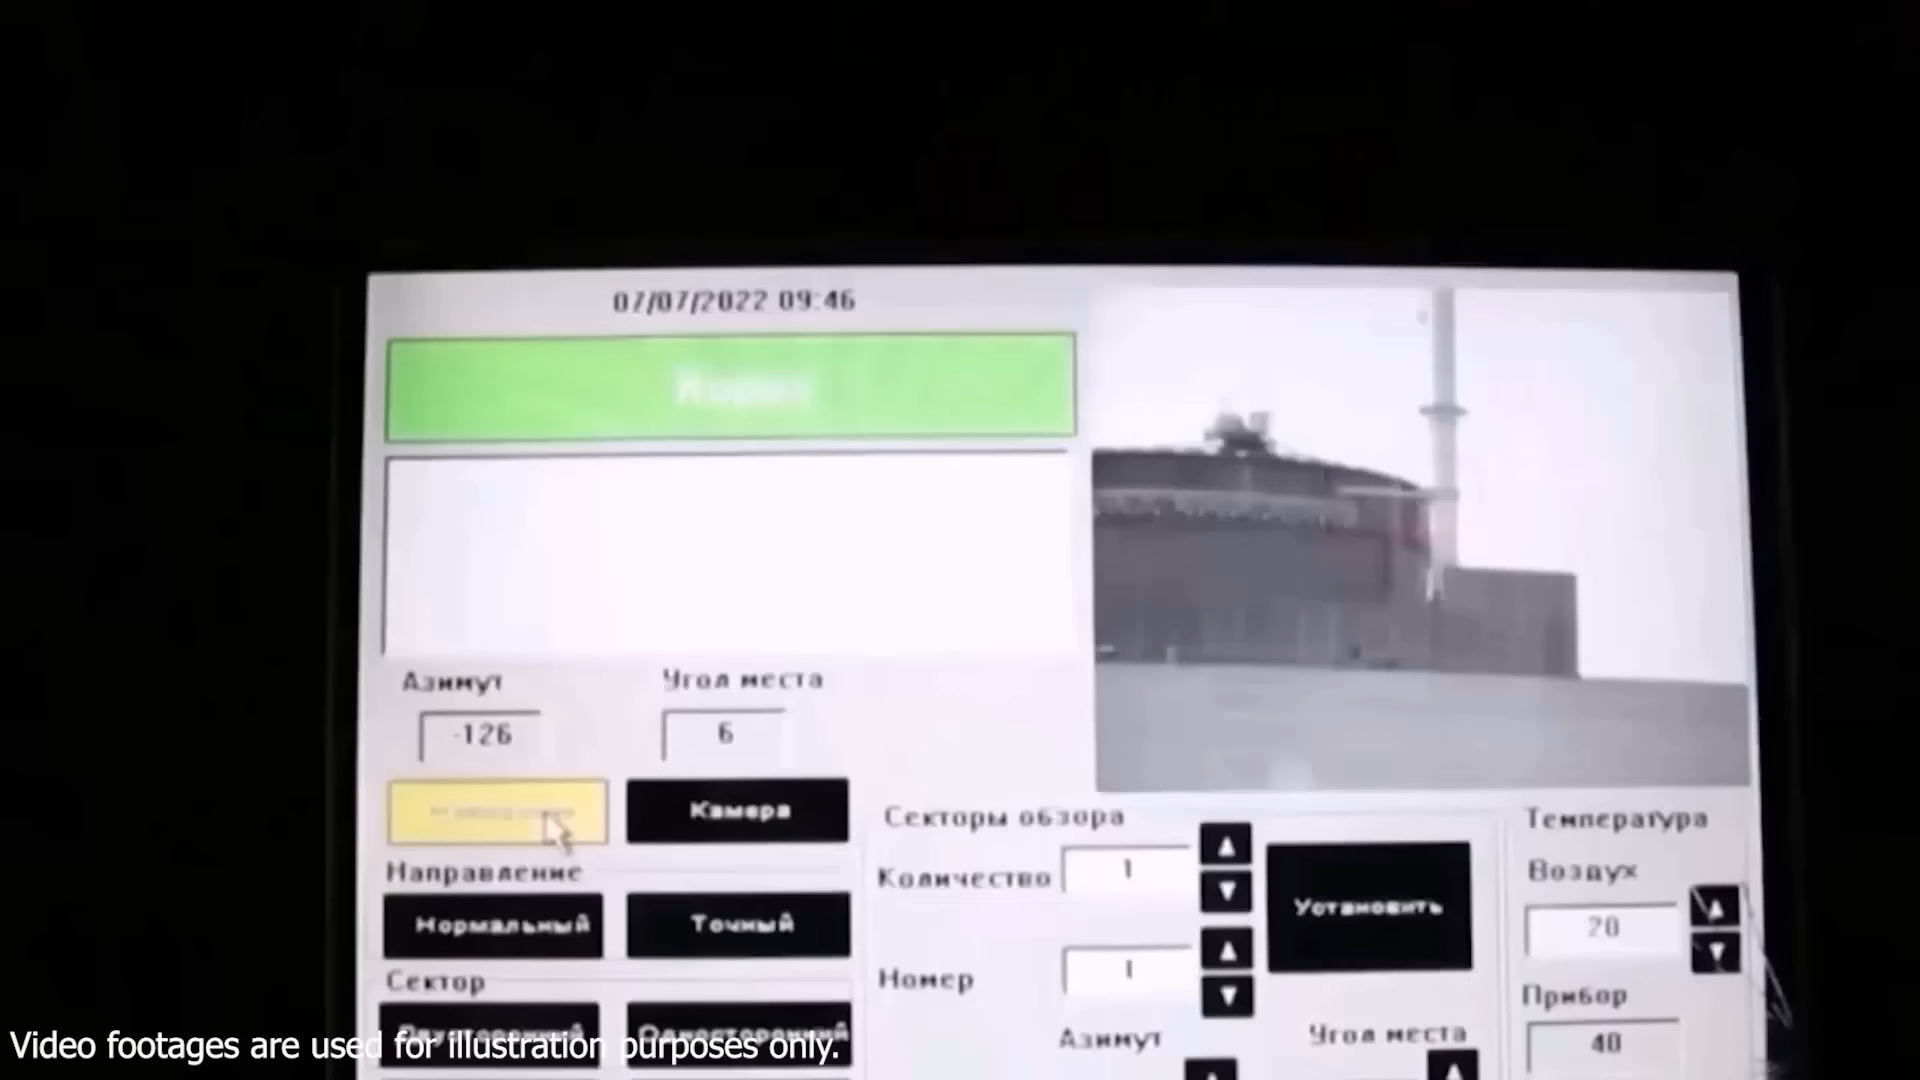 07/07/2022 09:46
Азимут
Угол места
-126
6
Камера
Направление
Нормальный
Точный
Сектор
Двусторонний
Односторонний
Секторы обзора
Количество
1
Установить
Номер
1
Азимут
Угол места
Температура
Воздух
20
Прибор
40
Video footages are used for illustration purposes only.